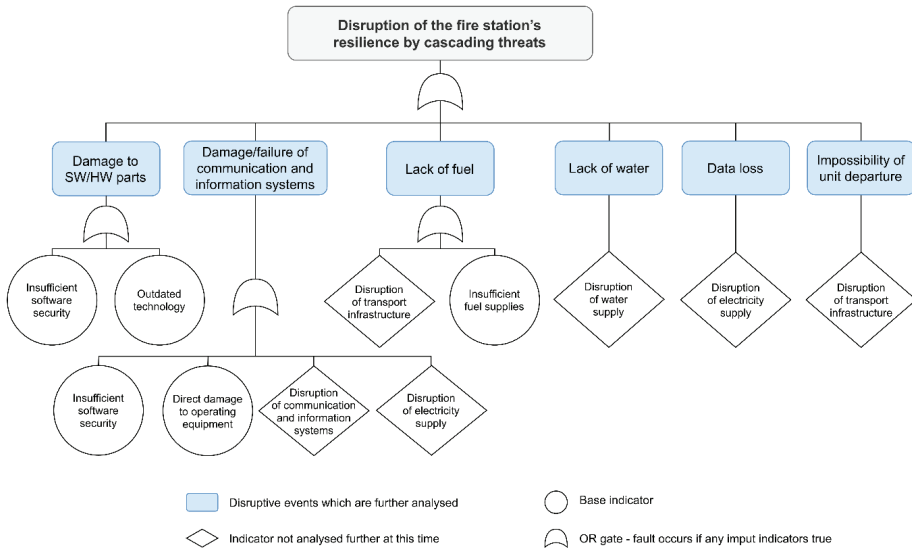 Disruption of the fire station's
resilience by cascading threats
Damage to
SW/HW parts
Damage/failure of
communication and
information systems
Lack of fuel
Lack of water
Data loss
Impossibility of
unit departure
Insufficient
software
security
Outdated
technology
Disruption
of transport
infrastructure
Insufficient
fuel supplies
Disruption
of water
supply
Disruption
of electricity
supply
Disruption
of transport
infrastructure
Insufficient
software
security
Direct damage
to operating
equipment
Disruption
of communication
and information
systems
Disruption
of electricity
supply
Disruptive events which are further analysed
Base indicator
Indicator not analysed further at this time
OR gate - fault occurs if any imput indicators true